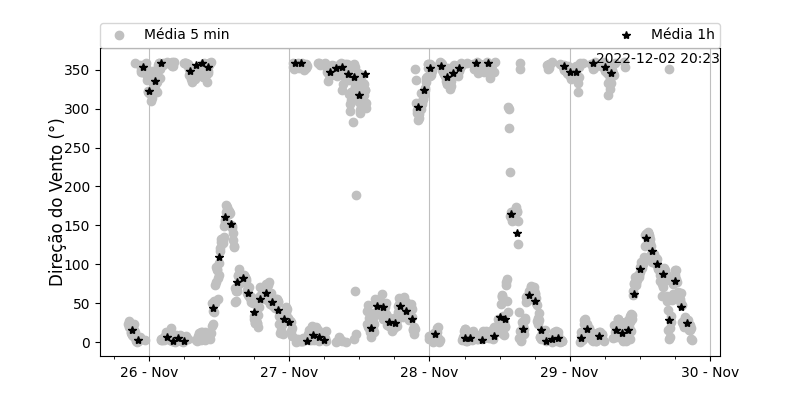 Média 5 min
Média 1h
2022-12-02 20:23
Direção do Vento (°)
350
300
250
200
150
100
50
0
26 - Nov
27 - Nov
28 - Nov
29 - Nov
30 - Nov